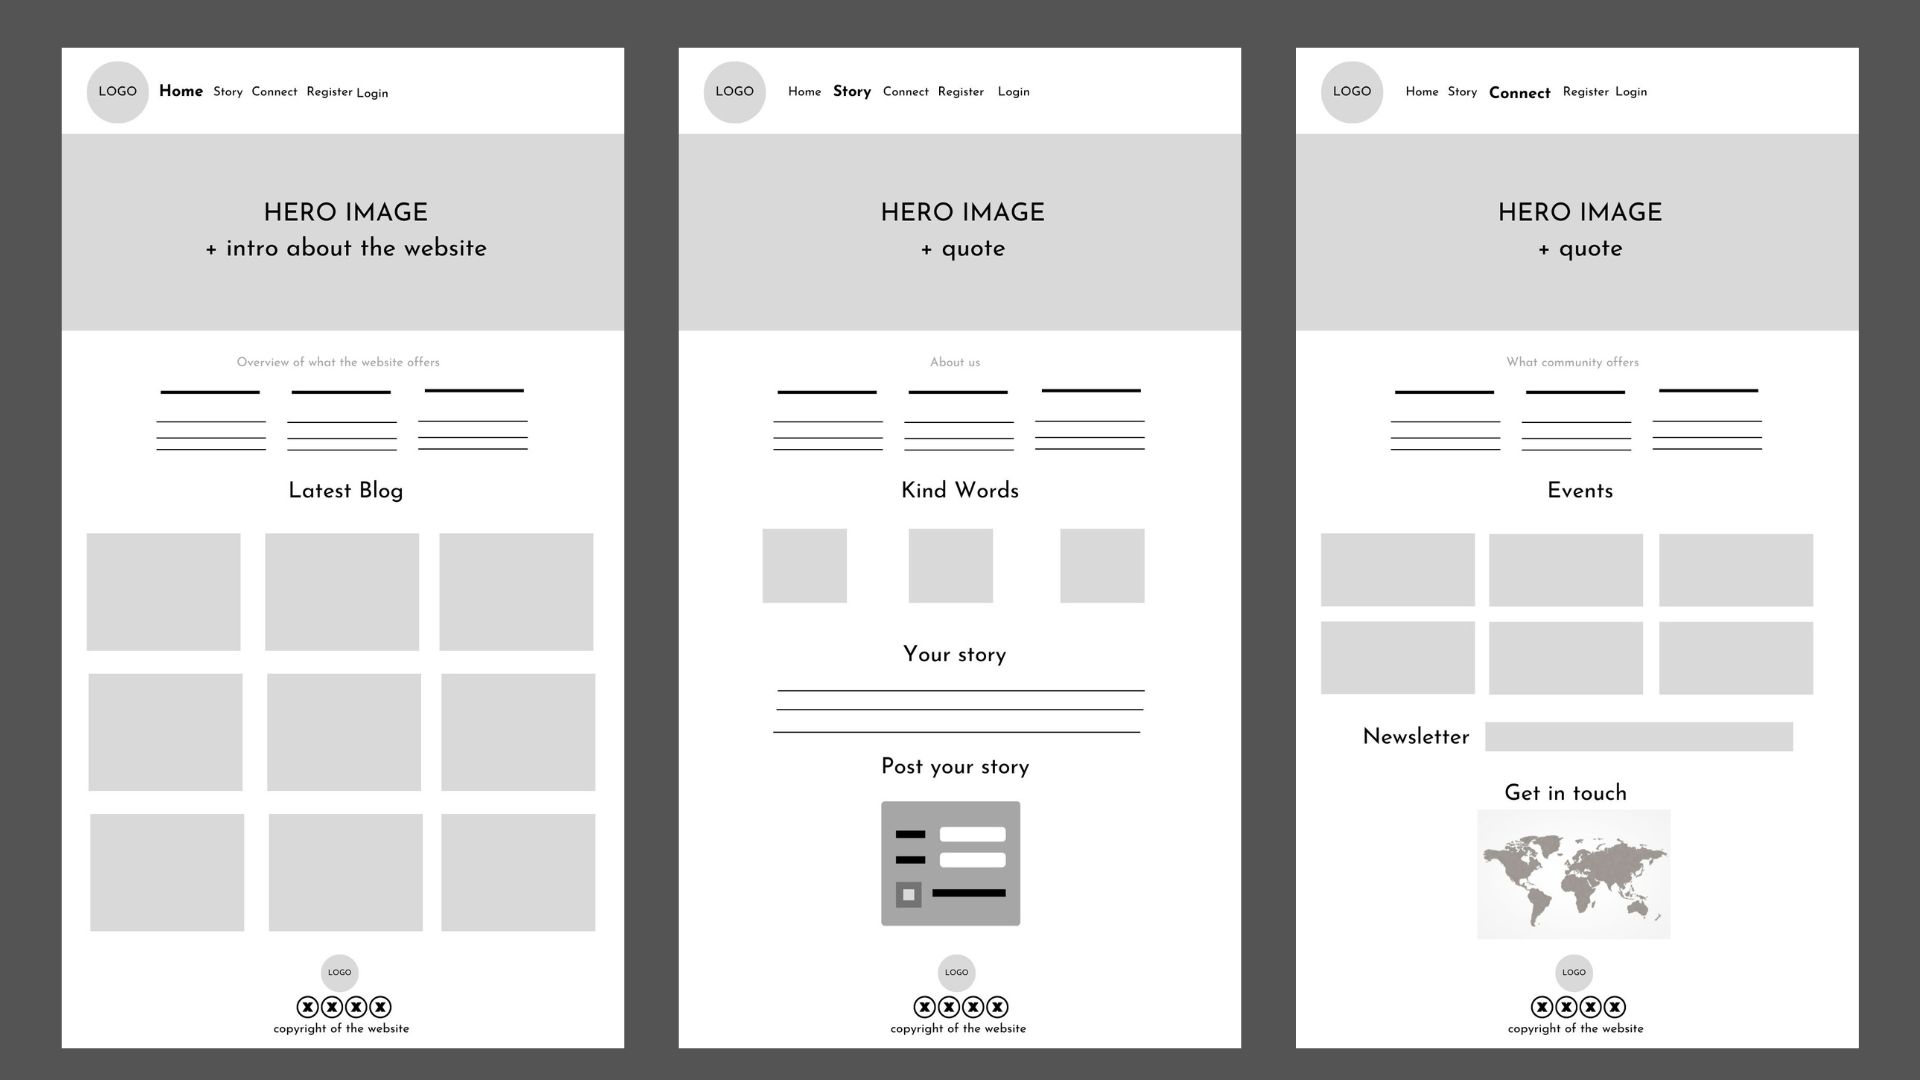 LOGO
Home Story Connect Register Login
HERO IMAGE
+ intro about the website
Overview of what the website offers
Latest Blog
LOGO
copyright of the website
LOGO
Home Story Connect Register Login
HERO IMAGE
+ quote
About us
Kind Words
Your story
Post your story
LOGO
copyright of the website
LOGO
Home Story Connect Register Login
HERO IMAGE
+ quote
What community offers
Events
Newsletter
Get in touch
LOGO
copyright of the website